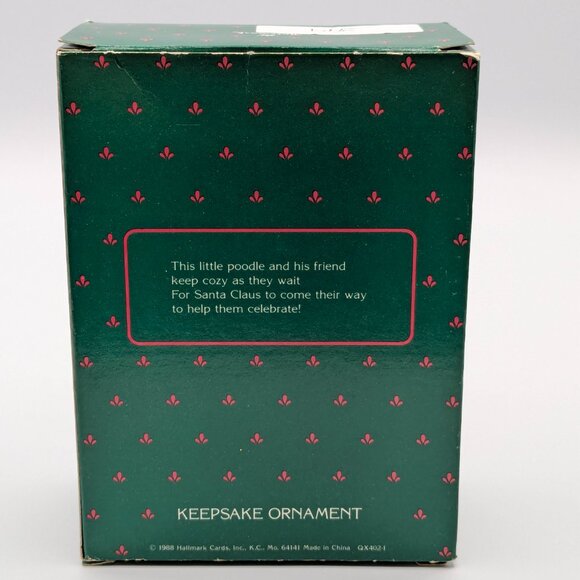 This little poodle and his friend
keep cozy as they wait
For Santa Claus to come their way
to help them celebrate!
KEEPSAKE ORNAMENT
© 1988 Hallmark Cards, Inc., K.C., Mo. 64141 Made in China QX402-1